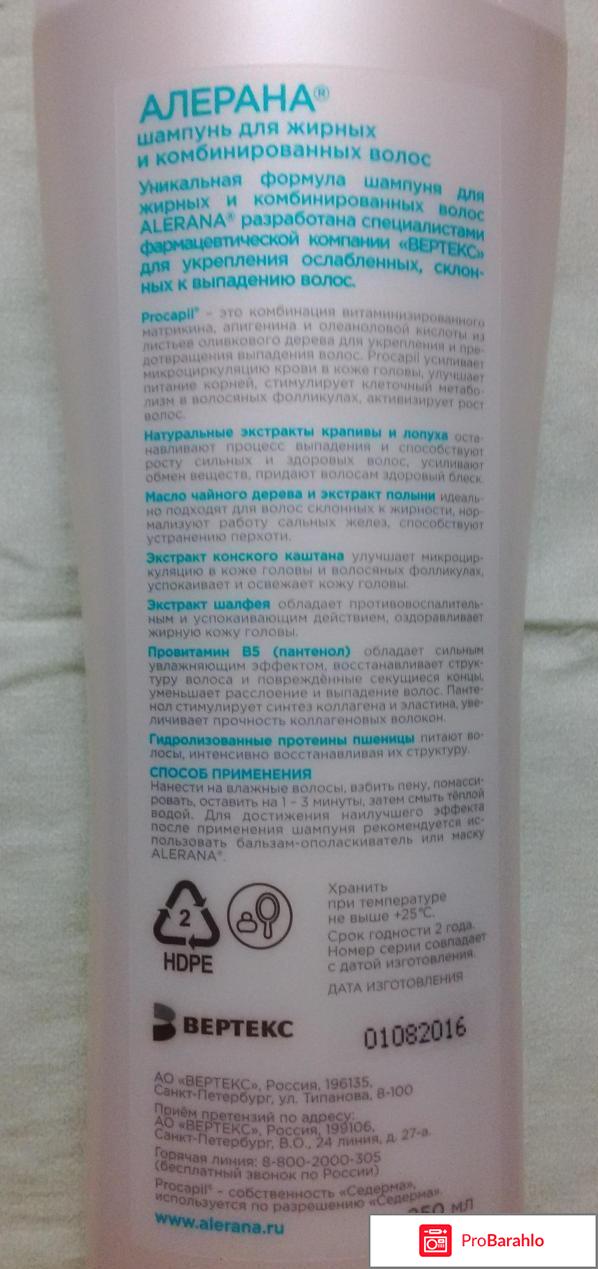 АЛЕРАНА®
шампунь для жирных
и комбинированных волос
Уникальная формула шампуня для
жирных и комбинированных волос
ALERANA® разработана специалистами
фармацевтической компании «ВЕРТЕКС»
для укрепления ослабленных, склон-
ных к выпадению волос.
Procapil® – это комбинация витаминизированного
матрикина, апигенина и олеаноловой кислоты из
листьев оливкового дерева для укрепления и пре-
дотвращения выпадения волос. Procapil усиливает
микроциркуляцию крови в коже головы, улучшает
питание корней, стимулирует клеточный метабо-
лизм в волосяных фолликулах, активизирует рост
волос.
Натуральные экстракты крапивы и лопуха оста-
навливают процесс выпадения и способствуют
росту сильных и здоровых волос, усиливают
обмен веществ, придают волосам здоровый блеск.
Масло чайного дерева и экстракт полыни идеаль-
но подходят для волос склонных к жирности, нор-
мализуют работу сальных желез, способствуют
устранению перхоти.
Экстракт конского каштана улучшает микроцир-
куляцию в коже головы и волосяных фолликулах,
успокаивает и освежает кожу головы.
Экстракт шалфея обладает противовоспалитель-
ным и успокаивающим действием, оздоравливает
жирную кожу головы.
Провитамин B5 (пантенол) обладает сильным
увлажняющим эффектом, восстанавливает струк-
туру волоса и повреждённые секущиеся концы,
уменьшает расслоение и выпадение волос. Панте-
нол стимулирует синтез коллагена и эластина, уве-
личивает прочность коллагеновых волокон.
Гидролизованные протеины пшеницы питают во-
лосы, интенсивно восстанавливая их структуру.
СПОСОБ ПРИМЕНЕНИЯ
Нанести на влажные волосы, взбить пену, помасси-
ровать, оставить на 1 – 3 минуты, затем смыть тёплой
водой. Для достижения наилучшего эффекта
после применения шампуня рекомендуется ис-
пользовать бальзам-ополаскиватель или маску
ALERANA®.
2
HDPE
Хранить
при температуре
не выше +25°C.
Срок годности 2 года.
Номер серии совпадает
с датой изготовления.
ДАТА ИЗГОТОВЛЕНИЯ
01082016
ВЕРТЕКС
АО «ВЕРТЕКС», Россия, 196135,
Санкт-Петербург, ул. Типанова, 8-100
Приём претензий по адресу:
АО «ВЕРТЕКС», Россия, 199106,
Санкт-Петербург, В.О., 24 линия, д. 27-а.
Горячая линия: 8-800-2000-305
(бесплатный звонок по России)
Procapil® - собственность «Седерма»,
используется по разрешению «Седерма»
www.alerana.ru
250 мл
ProBarahlo